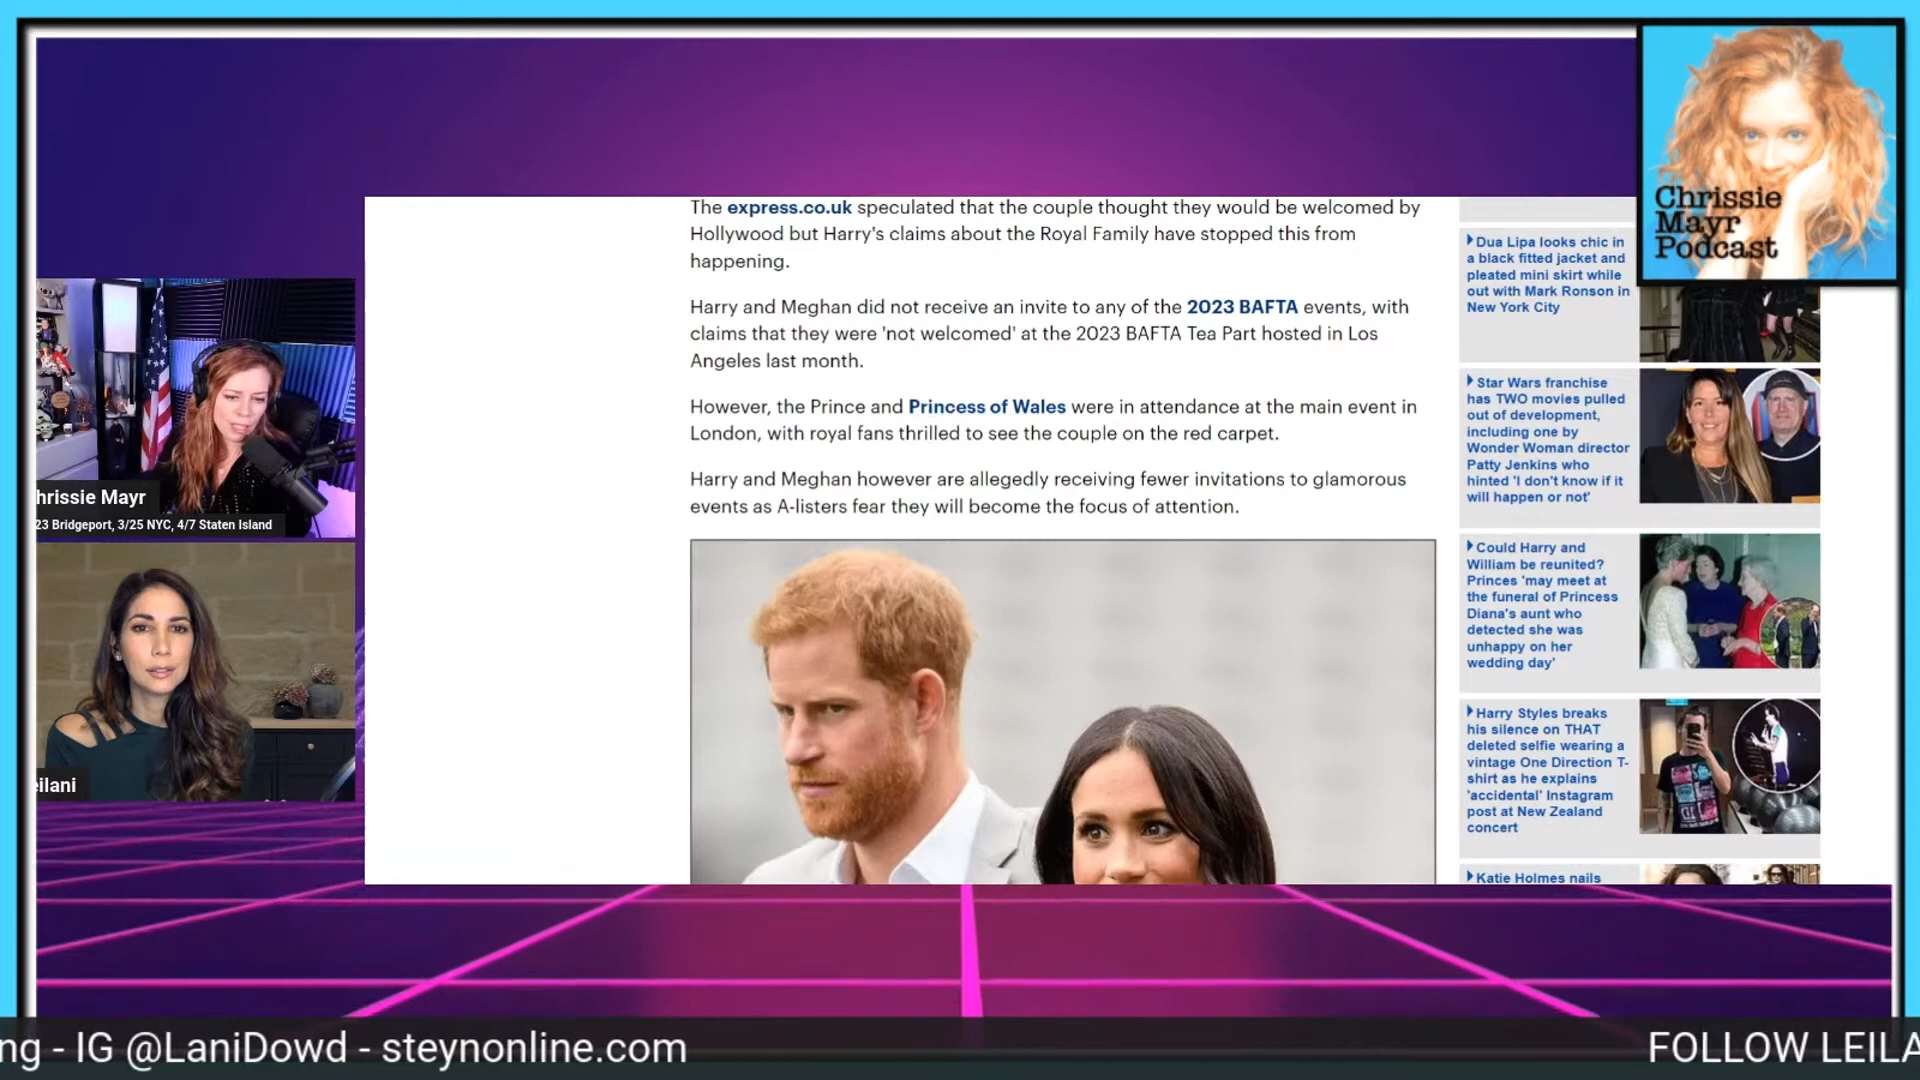 Chrissie
Mayr
Podcast
The express.co.uk speculated that the couple thought they would be welcomed by
Hollywood but Harry's claims about the Royal Family have stopped this from
happening.
Harry and Meghan did not receive an invite to any of the 2023 BAFTA events, with
claims that they were 'not welcomed' at the 2023 BAFTA Tea Part hosted in Los
Angeles last month.
However, the Prince and Princess of Wales were in attendance at the main event in
London, with royal fans thrilled to see the couple on the red carpet.
Harry and Meghan however are allegedly receiving fewer invitations to glamorous
events as A-listers fear they will become the focus of attention.
Dua Lipa looks chic in
a black fitted jacket and
pleated mini skirt while
out with Mark Ronson in
New York City
Star Wars franchise
has TWO movies pulled
out of development,
including one by
Wonder Woman director
Patty Jenkins who
hinted 'I don't know if it
will happen or not'
Could Harry and
William be reunited?
Princes 'may meet at
the funeral of Princess
Diana's aunt who
detected she was
unhappy on her
wedding day'
Harry Styles breaks
his silence on THAT
deleted selfie wearing a
vintage One Direction T-
shirt as he explains
'accidental' Instagram
post at New Zealand
concert
Katie Holmes nails
hrissie Mayr
23 Bridgeport, 3/25 NYC, 4/7 Staten Island
eilani
ng - IG @LaniDowd - steynonline.com
FOLLOW LEILA